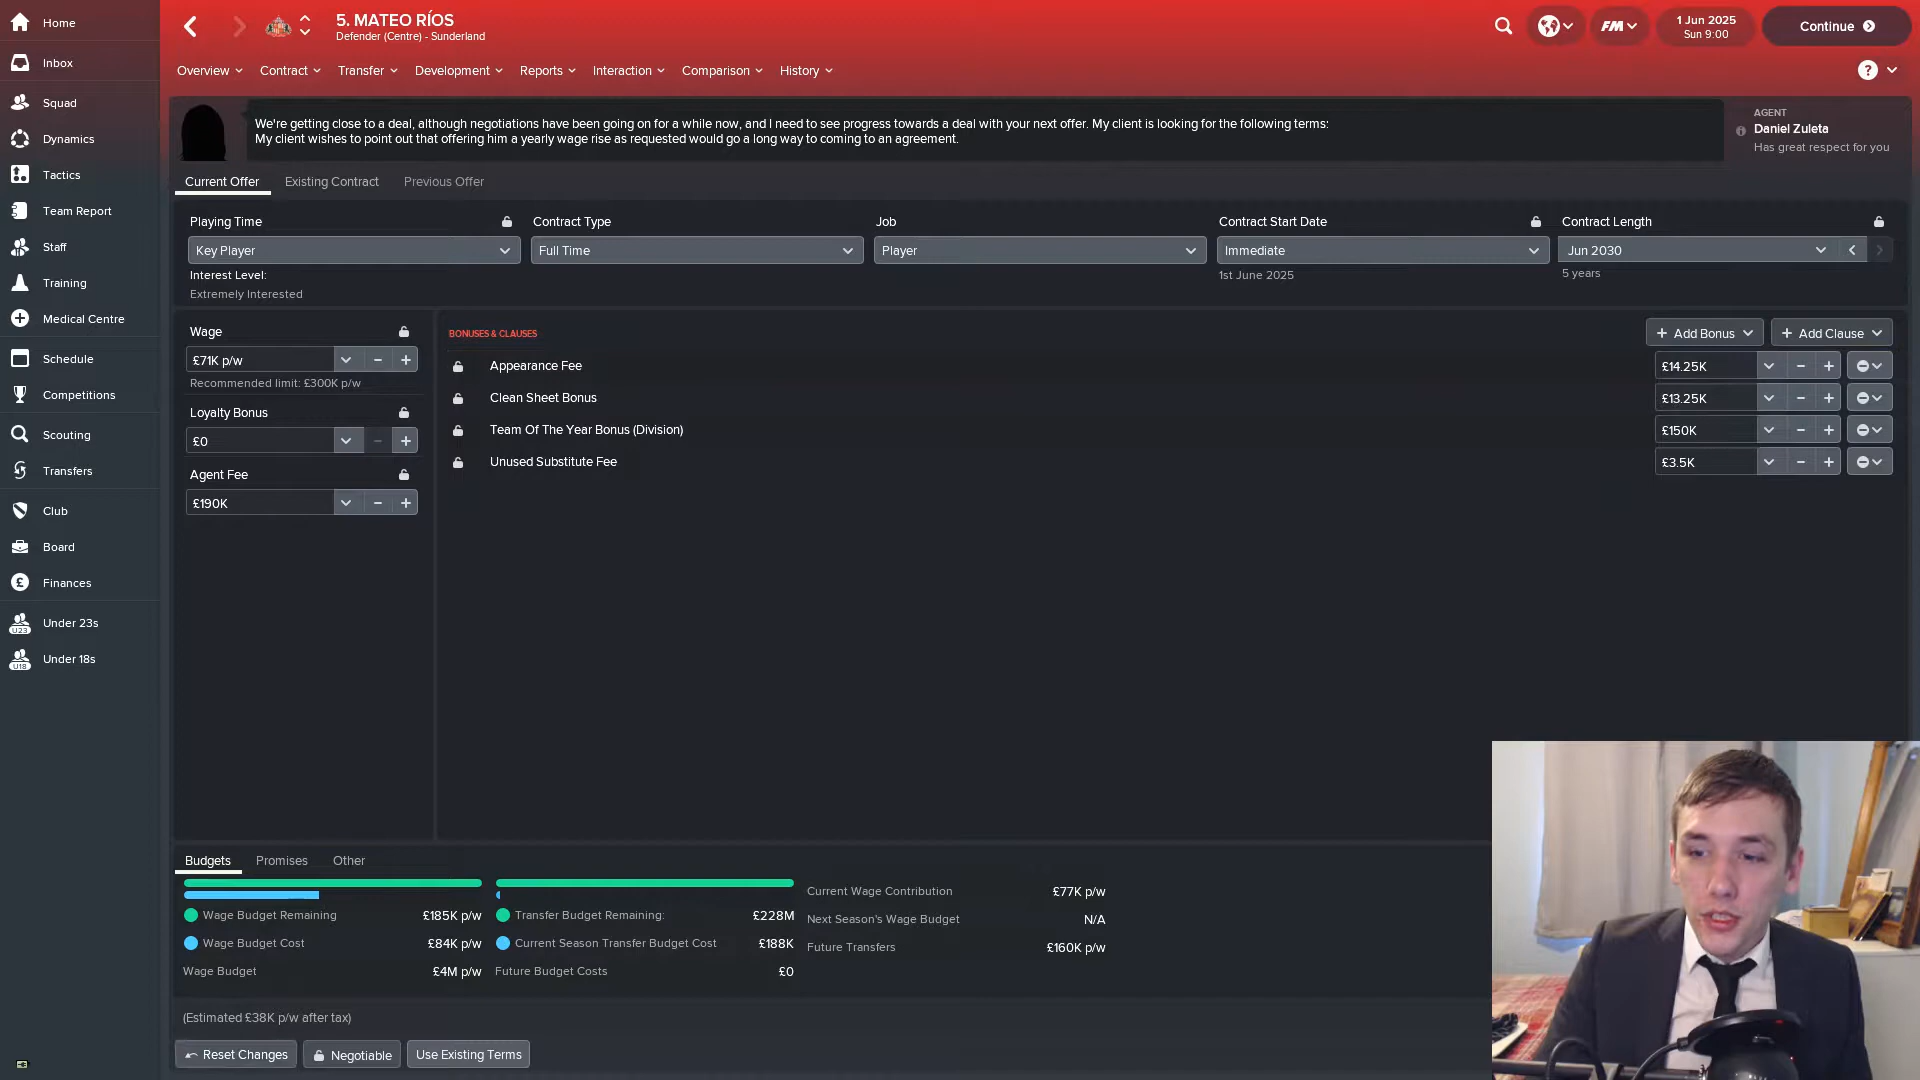 Home
Inbox
Squad
Dynamics
Tactics
Team Report
Staff
Training
Medical Centre
Schedule
Competitions
Scouting
Transfers
Club
Board
Finances
U23
Under 23s
U18
Under 18s
5. MATEO RÍOS
Defender (Centre) - Sunderland
FM
1 Jun 2025
Sun 9:00
Continue
Overview
Contract
Transfer
Development
Reports
Interaction
Comparison
History
?
We're getting close to a deal, although negotiations have been going on for a while now, and I need to see progress towards a deal with your next offer. My client is looking for the following terms:
My client wishes to point out that offering him a yearly wage rise as requested would go a long way to coming to an agreement.
AGENT
Daniel Zuleta
Has great respect for you
Current Offer
Existing Contract
Previous Offer
Playing Time
Key Player
Interest Level:
Extremely Interested
Contract Type
Full Time
Job
Player
Contract Start Date
Immediate
1st June 2025
Contract Length
Jun 2030
5 years
Wage
£71K p/w
Recommended limit: £300K p/w
Loyalty Bonus
£0
Agent Fee
£190K
BONUSES & CLAUSES
Add Bonus
Add Clause
Appearance Fee
£14.25K
Clean Sheet Bonus
£13.25K
Team Of The Year Bonus (Division)
£150K
Unused Substitute Fee
£3.5K
Budgets
Promises
Other
Wage Budget Remaining
£185K p/w
Wage Budget Cost
£84K p/w
Wage Budget
£4M p/w
Transfer Budget Remaining:
£228M
Current Season Transfer Budget Cost
£188K
Future Budget Costs
£0
Current Wage Contribution
£77K p/w
Next Season's Wage Budget
N/A
Future Transfers
£160K p/w
(Estimated £38K p/w after tax)
Reset Changes
Negotiable
Use Existing Terms